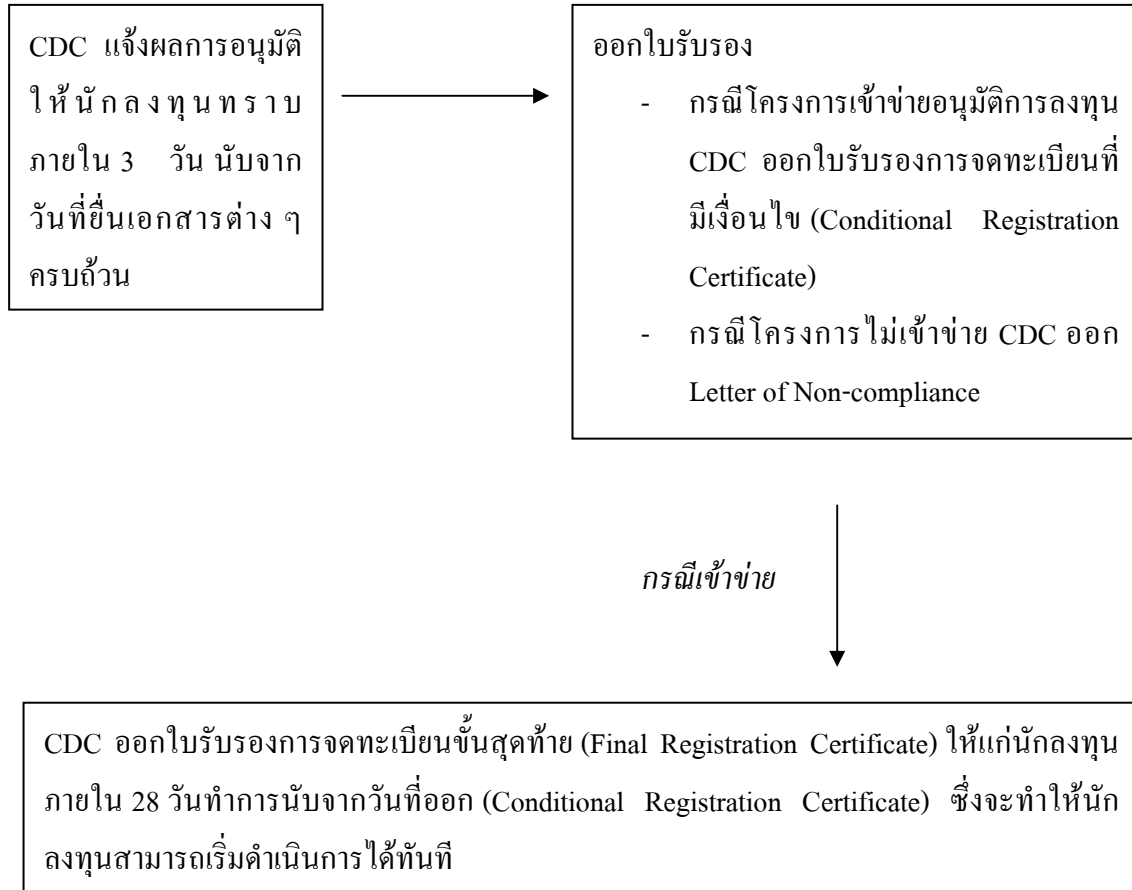 CDC แจ้งผลการอนุมัติ
ให้นักลงทุนทราบ
ภายใน 3 วัน นับจาก
วันที่ยื่นเอกสารต่าง ๆ
ครบถ้วน
ออกใบรับรอง
- กรณีโครงการเข้าข่ายอนุมัติการลงทุน
CDC ออกใบรับรองการจดทะเบียนที่
มีเงื่อนไข (Conditional Registration
Certificate)
- กรณีโครงการไม่เข้าข่าย CDC ออก
Letter of Non-compliance
กรณีเข้าข่าย
CDC ออกใบรับรองการจดทะเบียนขั้นสุดท้าย (Final Registration Certificate) ให้แก่นักลงทุน
ภายใน 28 วันทำการนับจากวันที่ออก (Conditional Registration Certificate) ซึ่งจะทำให้นัก
ลงทุนสามารถเริ่มดำเนินการได้ทันที